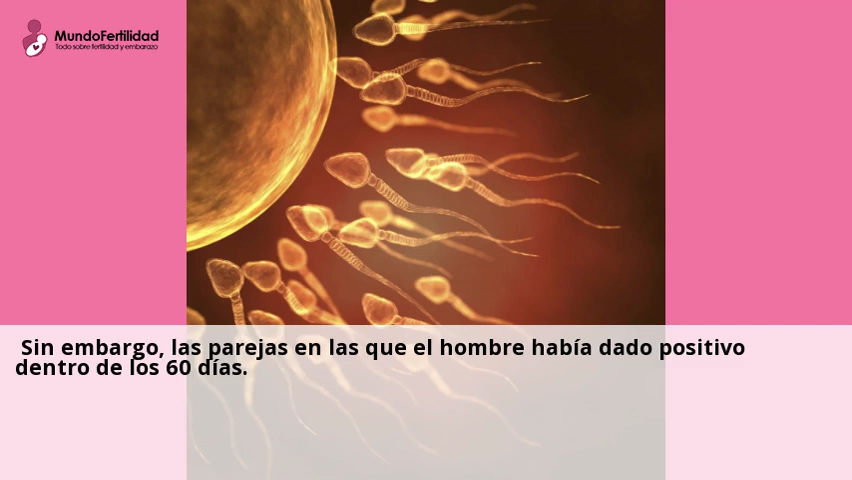 MundoFertilidad
Todo sobre fertilidad y embarazo
Sin embargo, las parejas en las que el hombre había dado positivo
dentro de los 60 días.